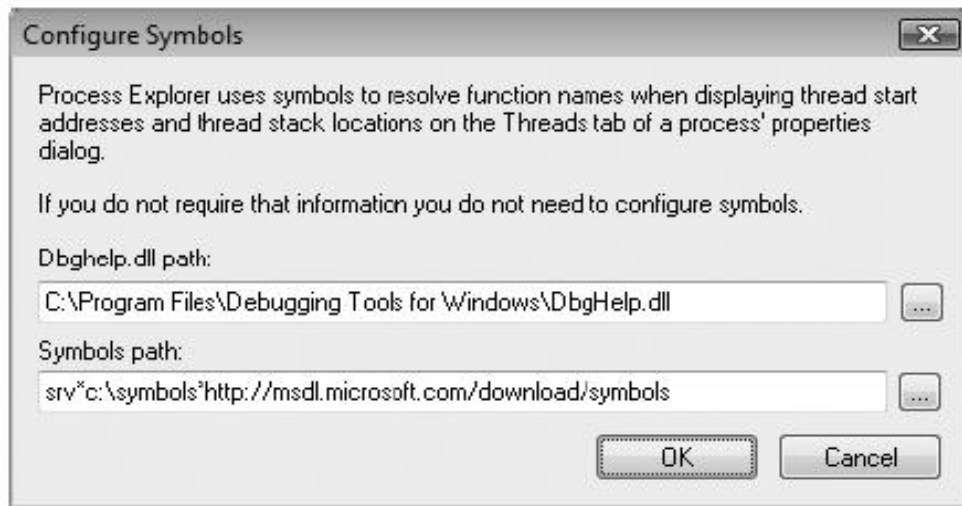 Configure Symbols
Process Explorer uses symbols to resolve function names when displaying thread start
addresses and thread stack locations on the Threads tab of a process' properties
dialog.
If you do not require that information you do not need to configure symbols.
Dbghelp.dll path:
C:\Program Files\Debugging Tools for Windows\DbgHelp.dll
...
Symbols path:
srv*c:\symbols*http://msdl.microsoft.com/download/symbols
...
OK
Cancel